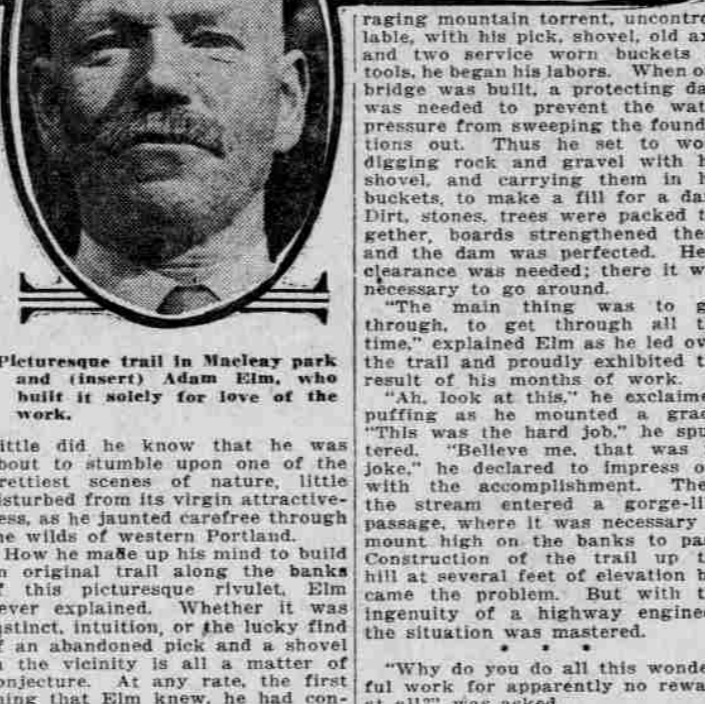 Picturesque trail in Macleay park
and (insert) Adam Elm, who
built it solely for love of the
work.
ittle did he know that he was
bout to stumble upon one of the
rettiest scenes of nature, little
isturbed from its virgin attractive-
ess, as he jaunted carefree through
he wilds of western Portland.
How he made up his mind to build
n original trail along the banks
f this picturesque rivulet, Elm
ever explained. Whether it was
nstinct, intuition, or the lucky find
f an abandoned pick and a shovel
n the vicinity is all a matter of
onjecture. At any rate, the first
hing that Elm knew, he had con-
raging mountain torrent, uncontro
lable, with his pick, shovel, old ax
and two service worn buckets
tools, he began his labors. When o
bridge was built, a protecting da
was needed to prevent the wat
pressure from sweeping the found
tions out. Thus he set to wo
digging rock and gravel with h
shovel, and carrying them in h
buckets, to make a fill for a da
Dirt, stones, trees were packed t
gether, boards strengthened the
and the dam was perfected. He
clearance was needed; there it w
necessary to go around.
"The main thing was to g
through, to get through all t
time," explained Elm as he led ov
the trail and proudly exhibited t
result of his months of work.
"Ah, look at this," he exclaime
puffing as he mounted a grad
"This was the hard job," he spu
tered. "Believe me, that was
joke," he declared to impress o
with the accomplishment. The
the stream entered a gorge-li
passage, where it was necessary
mount high on the banks to pa
Construction of the trail up t
hill at several feet of elevation b
came the problem. But with t
ingenuity of a highway enginee
the situation was mastered.
* * *
"Why do you do all this wonde
ful work for apparently no rewa
at all?" was asked